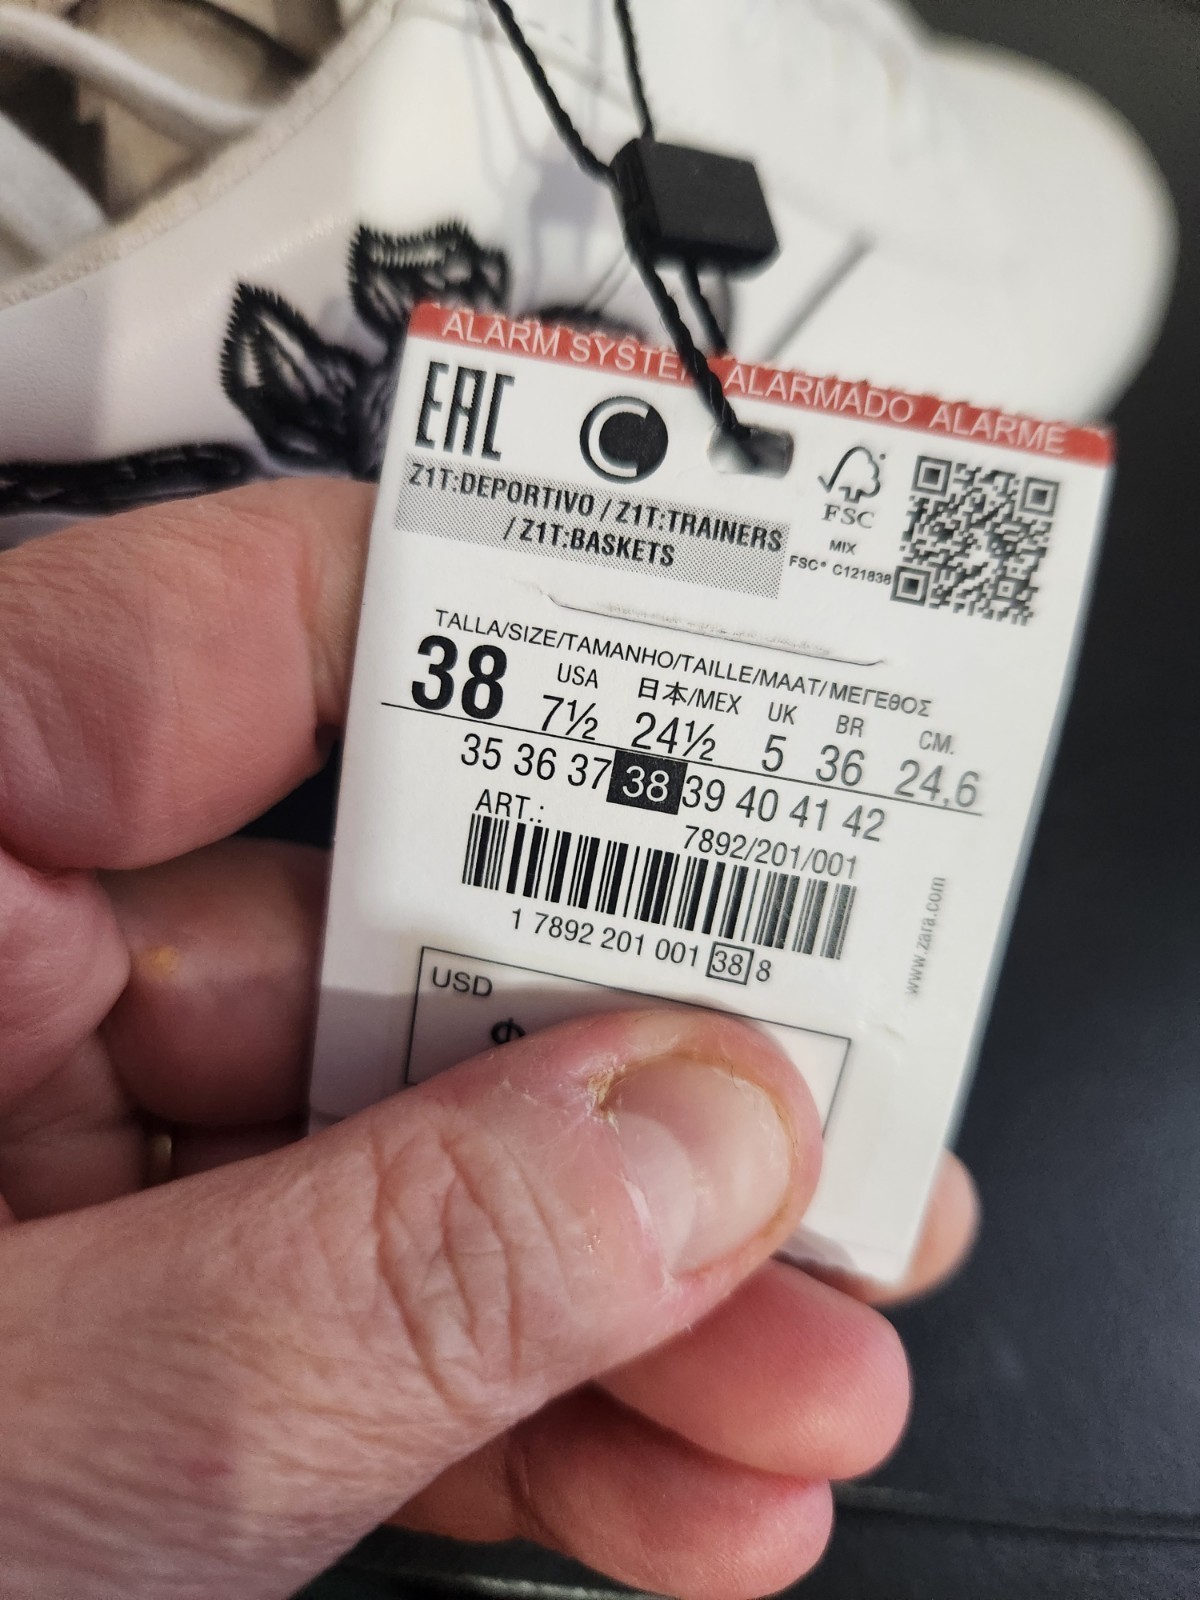 ALARM SYSTEM ALARMADO ALARME
EAC
C
FSC
MIX
FSC® C121838
Z1T:DEPORTIVO / Z1T:TRAINERS
/ Z1T:BASKETS
TALLA/SIZE/TAMANHO/TAILLE/MAAT/ΜΕΓΕΘΟΣ
38 USA 日本/MEX UK BR CM.
7½ 24½ 5 36 24,6
35 36 37 38 39 40 41 42
ART.:
7892/201/001
1 7892 201 001 38 8
www.zara.com
USD